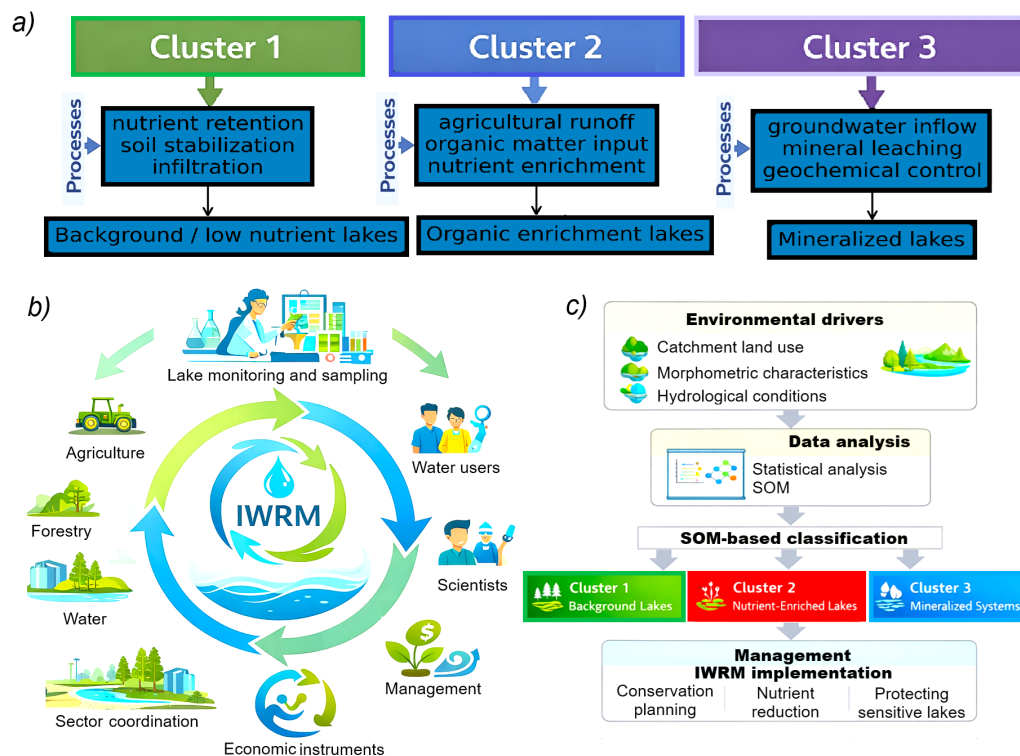 a)
Cluster 1
Cluster 2
Cluster 3
Processes
nutrient retention
soil stabilization
infiltration
Processes
agricultural runoff
organic matter input
nutrient enrichment
Processes
groundwater inflow
mineral leaching
geochemical control
Background / low nutrient lakes
Organic enrichment lakes
Mineralized lakes
b)
Lake monitoring and sampling
Agriculture
Water users
Forestry
IWRM
Scientists
Water
Management
$
Sector coordination
Economic instruments
c)
Environmental drivers
Catchment land use
Morphometric characteristics
Hydrological conditions
Data analysis
Statistical analysis
SOM
SOM-based classification
Cluster 1
Background Lakes
Cluster 2
Nutrient-Enriched Lakes
Cluster 3
Mineralized Systems
Management
IWRM implementation
Conservation
planning
Nutrient
reduction
Protecting
sensitive lakes